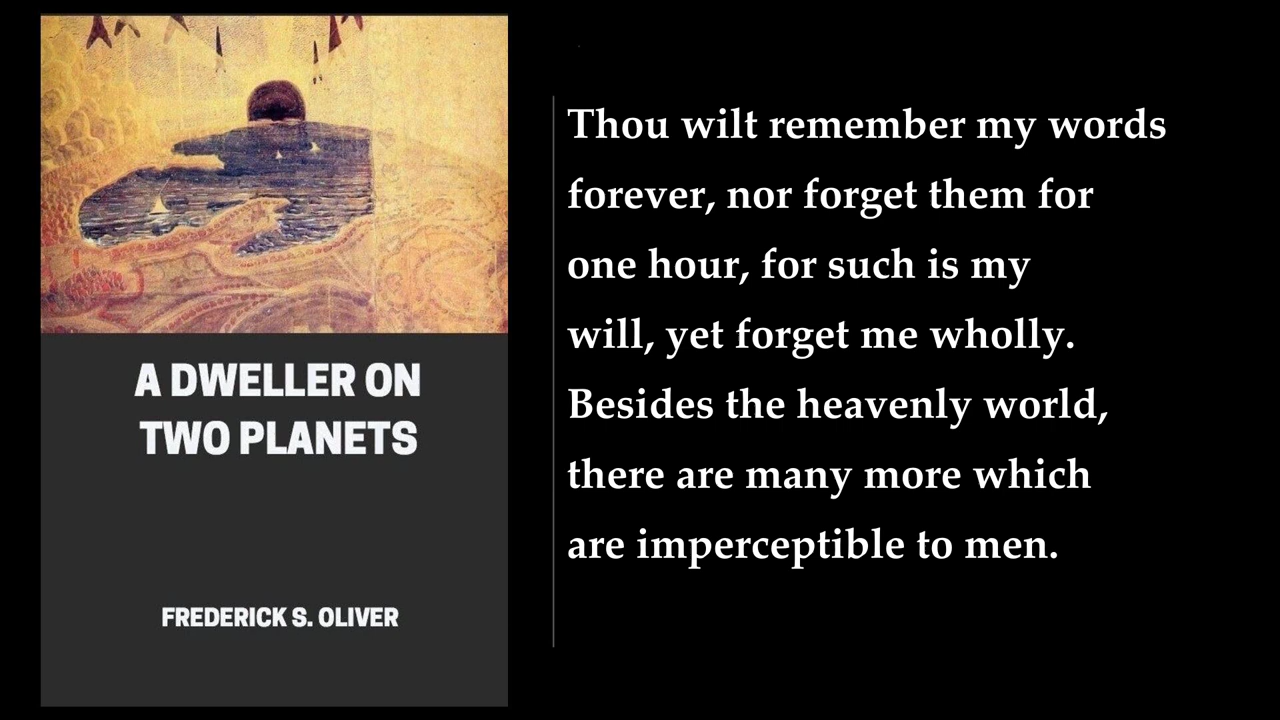 A DWELLER ON
TWO PLANETS
FREDERICK S. OLIVER
Thou wilt remember my words
forever, nor forget them for
one hour, for such is my
will, yet forget me wholly.
Besides the heavenly world,
there are many more which
are imperceptible to men.